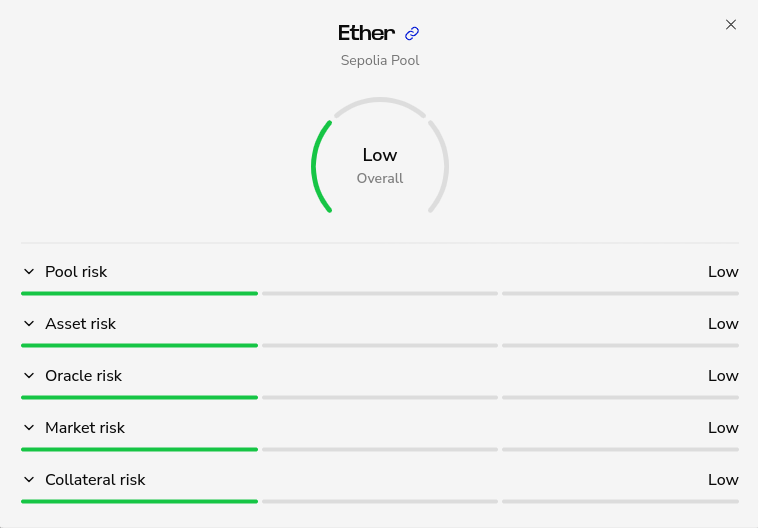 Ether
Sepolia Pool
Low
Overall
Pool risk Low
Asset risk Low
Oracle risk Low
Market risk Low
Collateral risk Low